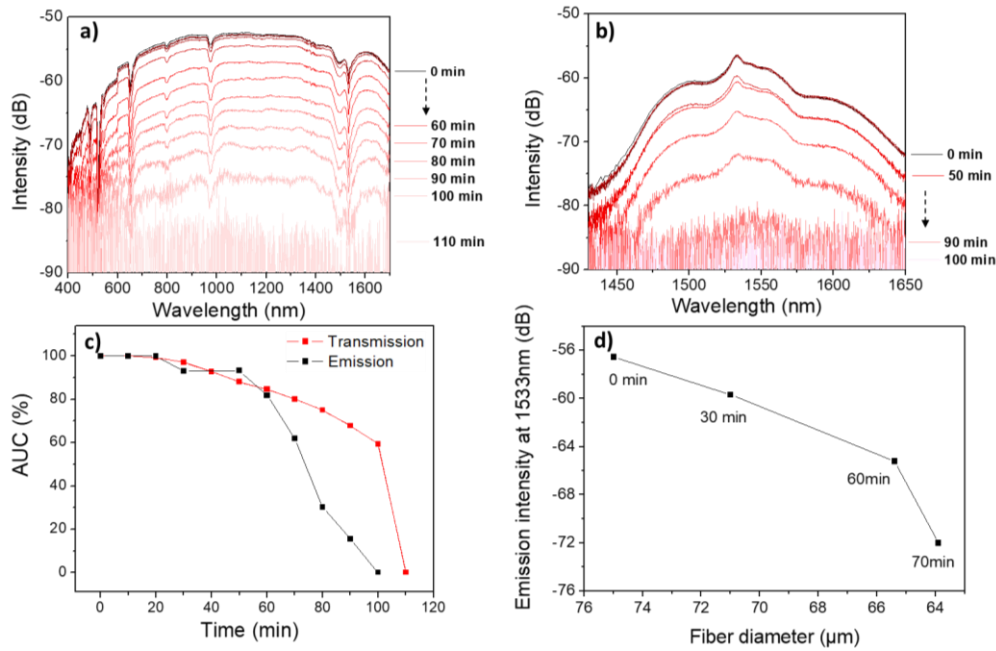 a)
-50
-60
-70
-80
-90
Intensity (dB)
0 min
60 min
70 min
80 min
90 min
100 min
110 min
400 600 800 1000 1200 1400 1600
Wavelength (nm)
b)
-50
-60
-70
-80
-90
Intensity (dB)
0 min
50 min
90 min
100 min
1450 1500 1550 1600 1650
Wavelength (nm)
c)
Transmission
Emission
100
80
60
40
20
0
AUC (%)
0 20 40 60 80 100 120
Time (min)
d)
-56
-60
-64
-68
-72
-76
Emission intensity at 1533nm (dB)
0 min
30 min
60min
70min
76 74 72 70 68 66 64
Fiber diameter (μm)